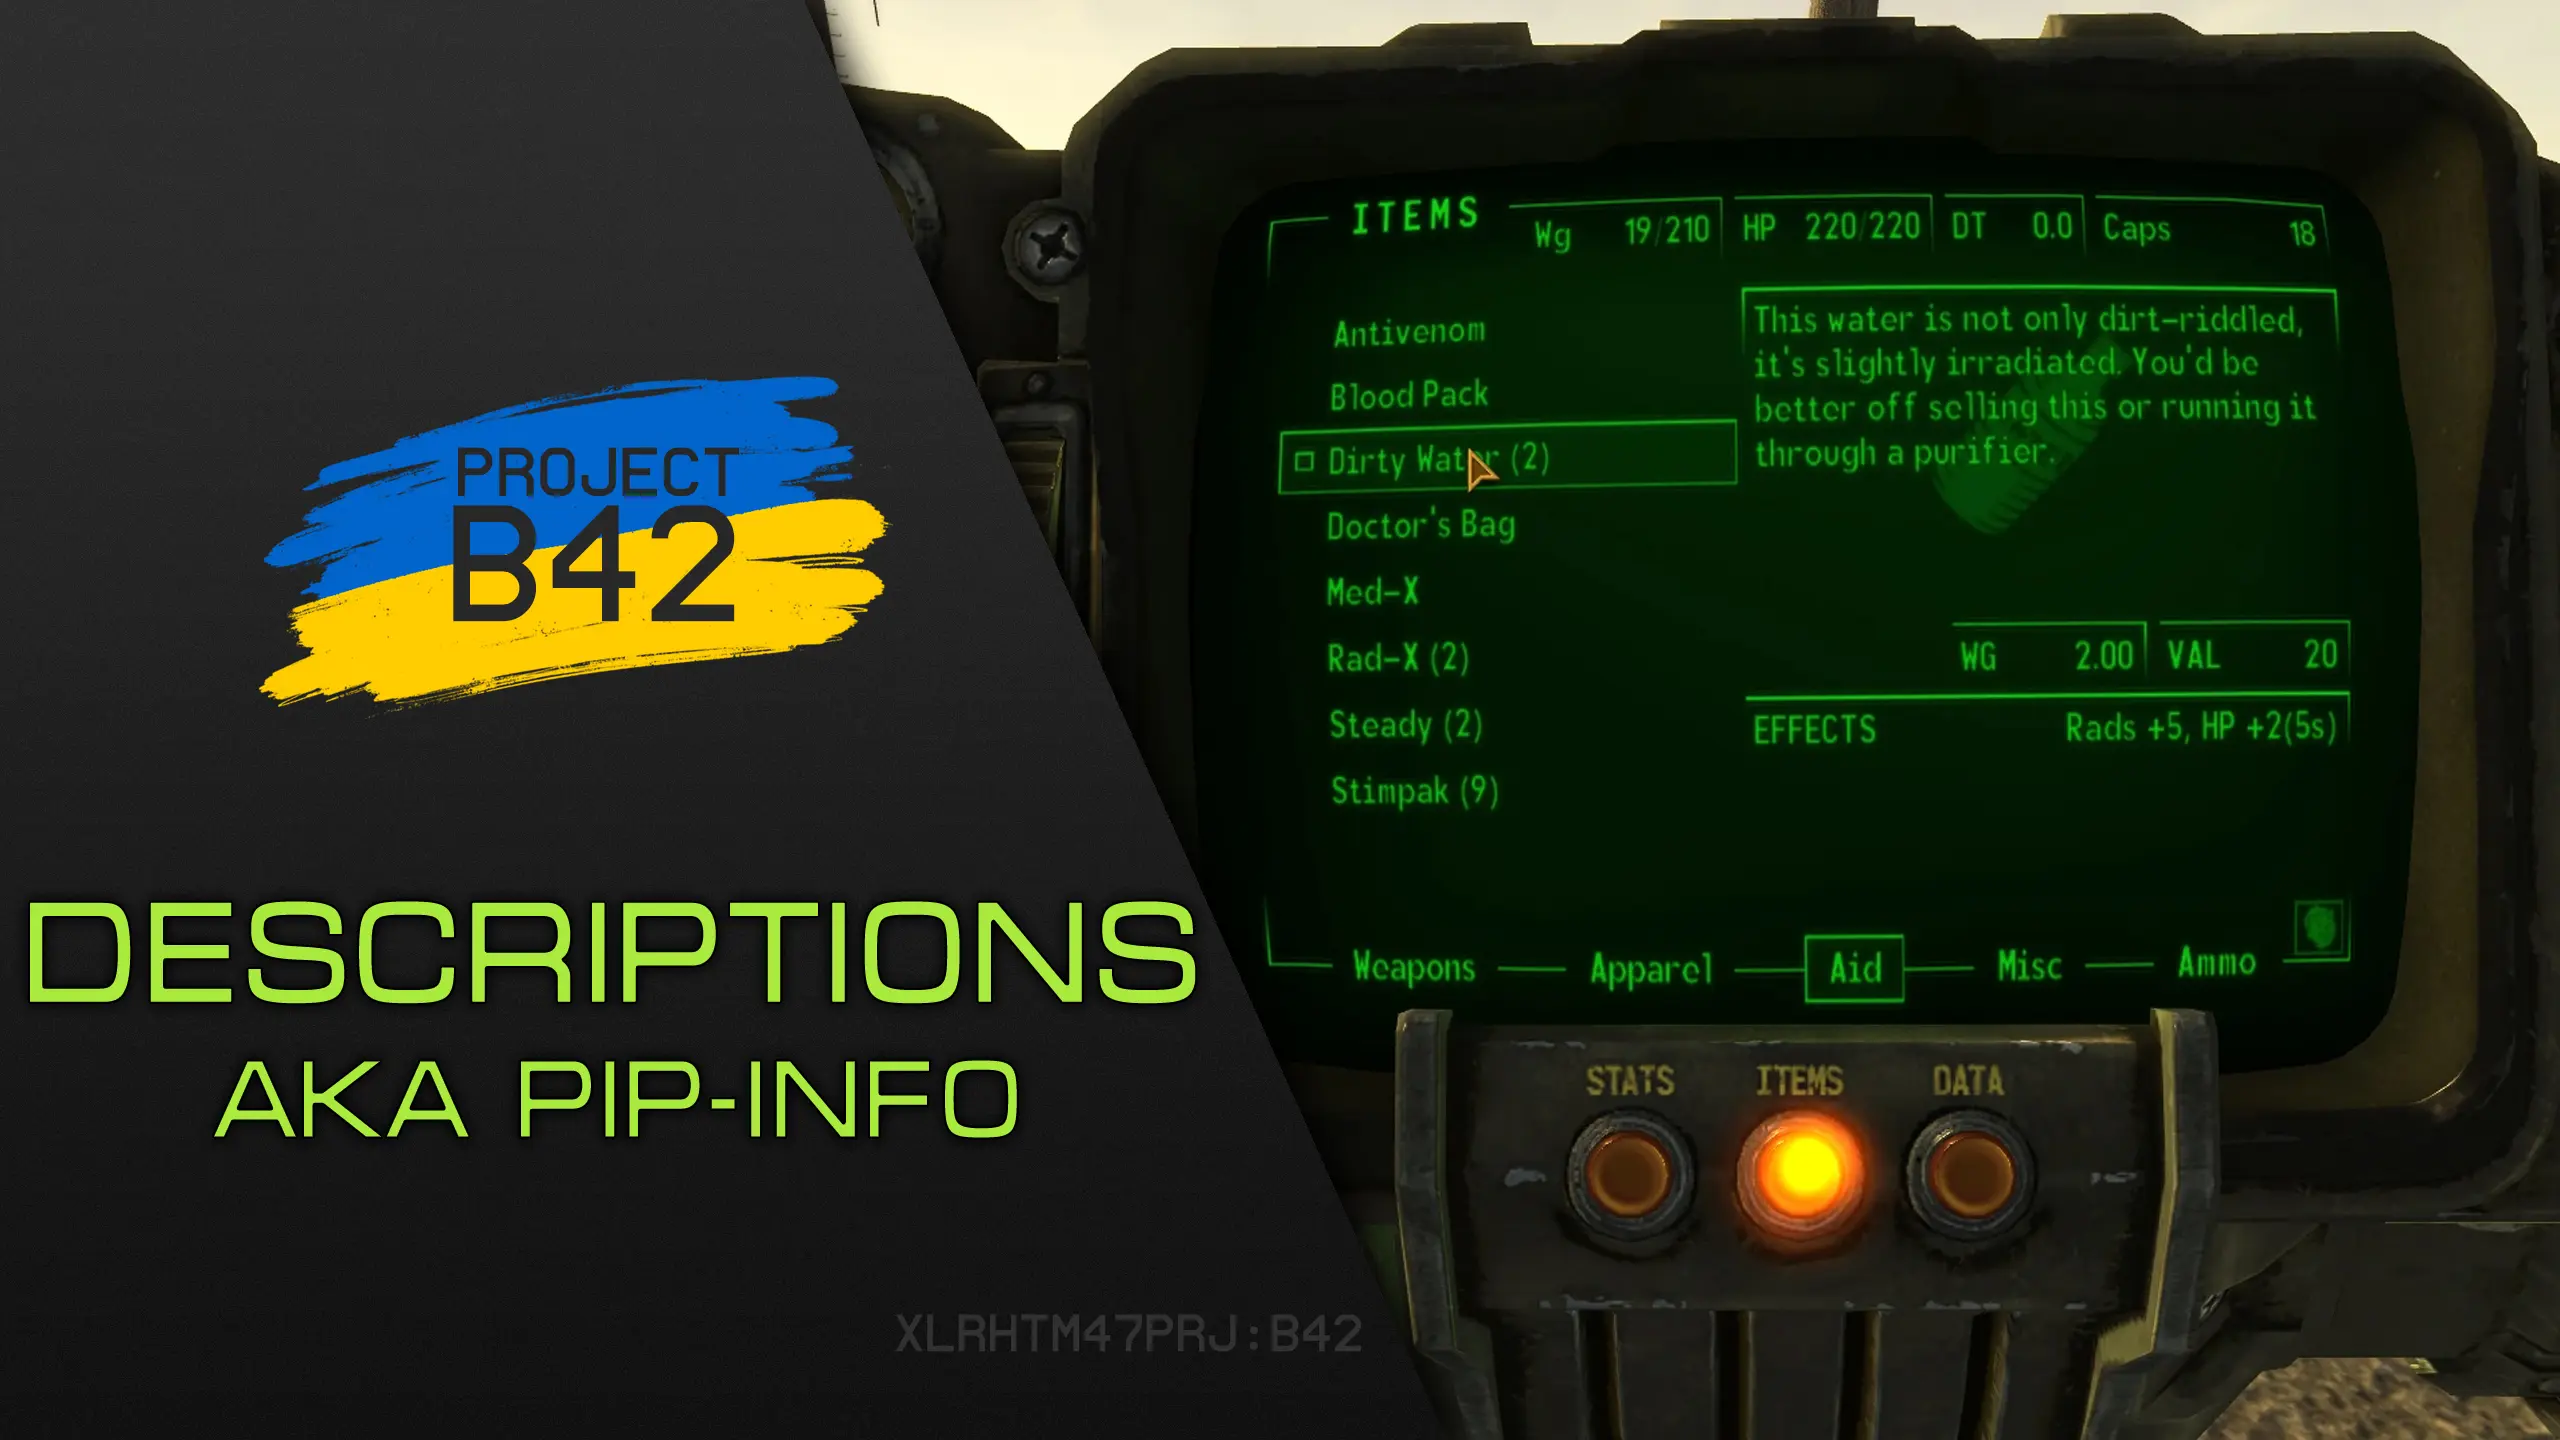 PROJECT
B42
DESCRIPTIONS
AKA PIP-INFO
XLRHTM47PRJ:B42
ITEMS
Wg 19/210
HP 220/220
DT 0.0
Caps 18
Antivenom
Blood Pack
Dirty Water (2)
Doctor's Bag
Med-X
Rad-X (2)
Steady (2)
Stimpak (9)
This water is not only dirt-riddled,
it's slightly irradiated. You'd be
better off selling this or running it
through a purifier.
WG 2.00
VAL 20
EFFECTS Rads +5, HP +2(5s)
Weapons Apparel Aid Misc Ammo
STATS ITEMS DATA